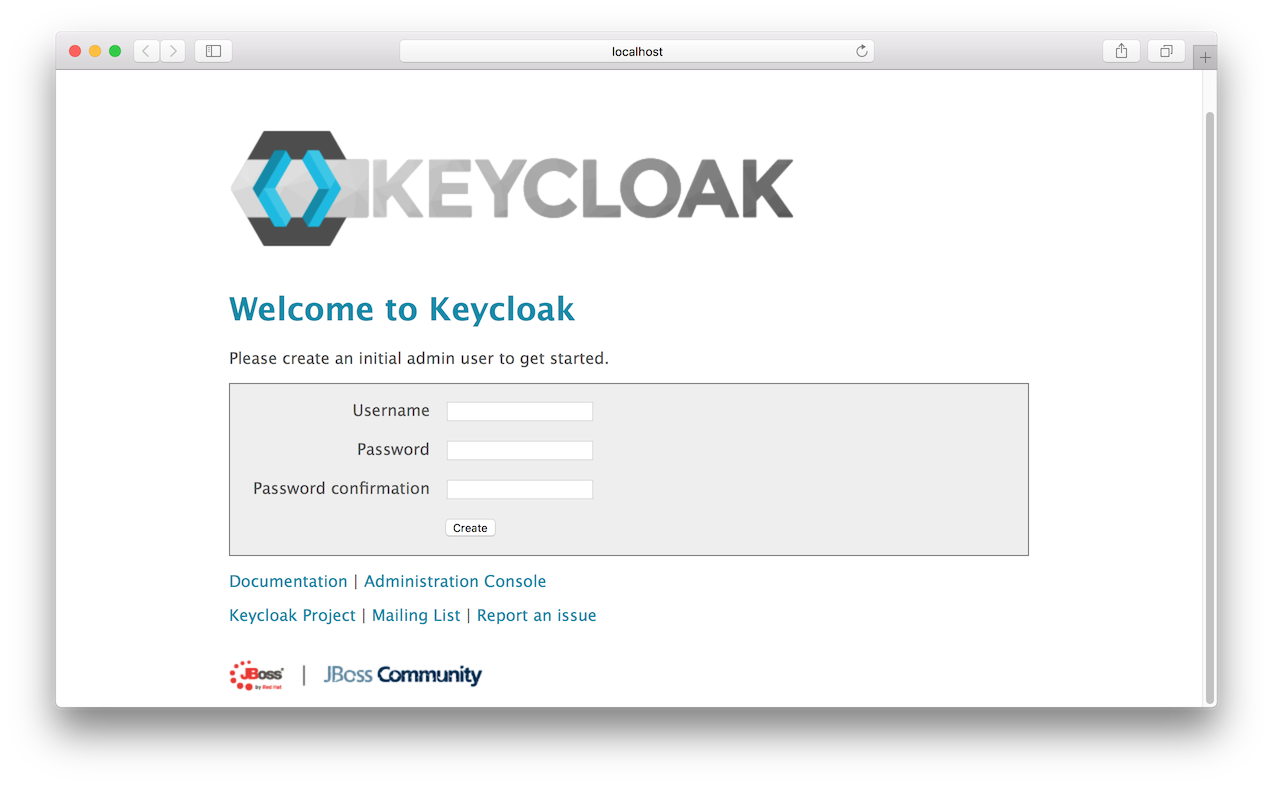 localhost
KEYCLOAK
Welcome to Keycloak
Please create an initial admin user to get started.
Username
Password
Password confirmation
Create
Documentation | Administration Console
Keycloak Project | Mailing List | Report an issue
JBoss by Red Hat | JBoss Community